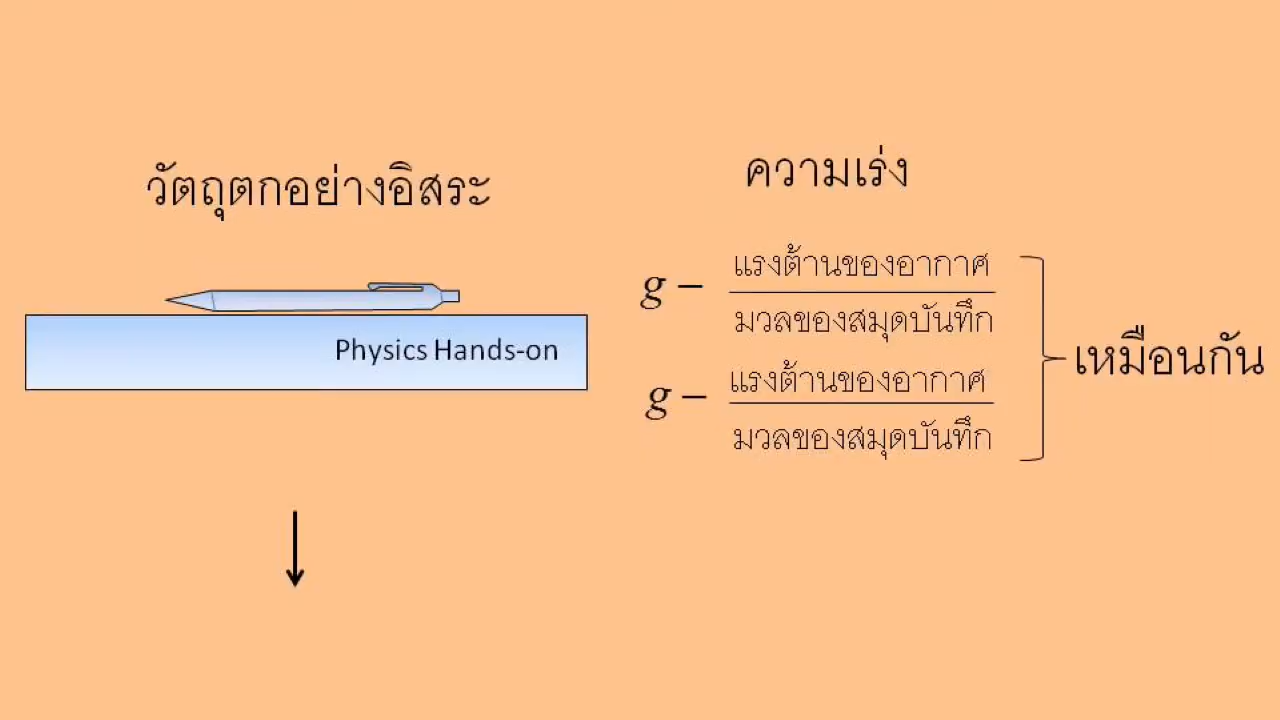 วัตถุตกอย่างอิสระ
ความเร่ง
Physics Hands-on
g − แรงต้านของอากาศ
มวลของสมุดบันทึก
g − แรงต้านของอากาศ
มวลของสมุดบันทึก
เหมือนกัน